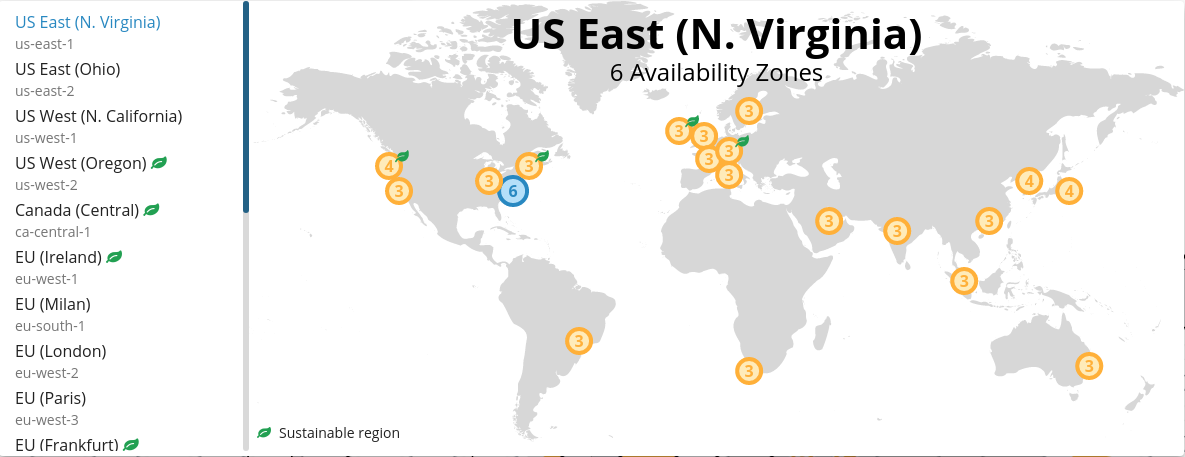 US East (N. Virginia)
us-east-1
US East (Ohio)
us-east-2
US West (N. California)
us-west-1
US West (Oregon)
us-west-2
Canada (Central)
ca-central-1
EU (Ireland)
eu-west-1
EU (Milan)
eu-south-1
EU (London)
eu-west-2
EU (Paris)
eu-west-3
EU (Frankfurt)
US East (N. Virginia)
6 Availability Zones
3
3
3
3
3
3
4
3
3
3
6
4
4
3
3
3
3
3
3
3
Sustainable region